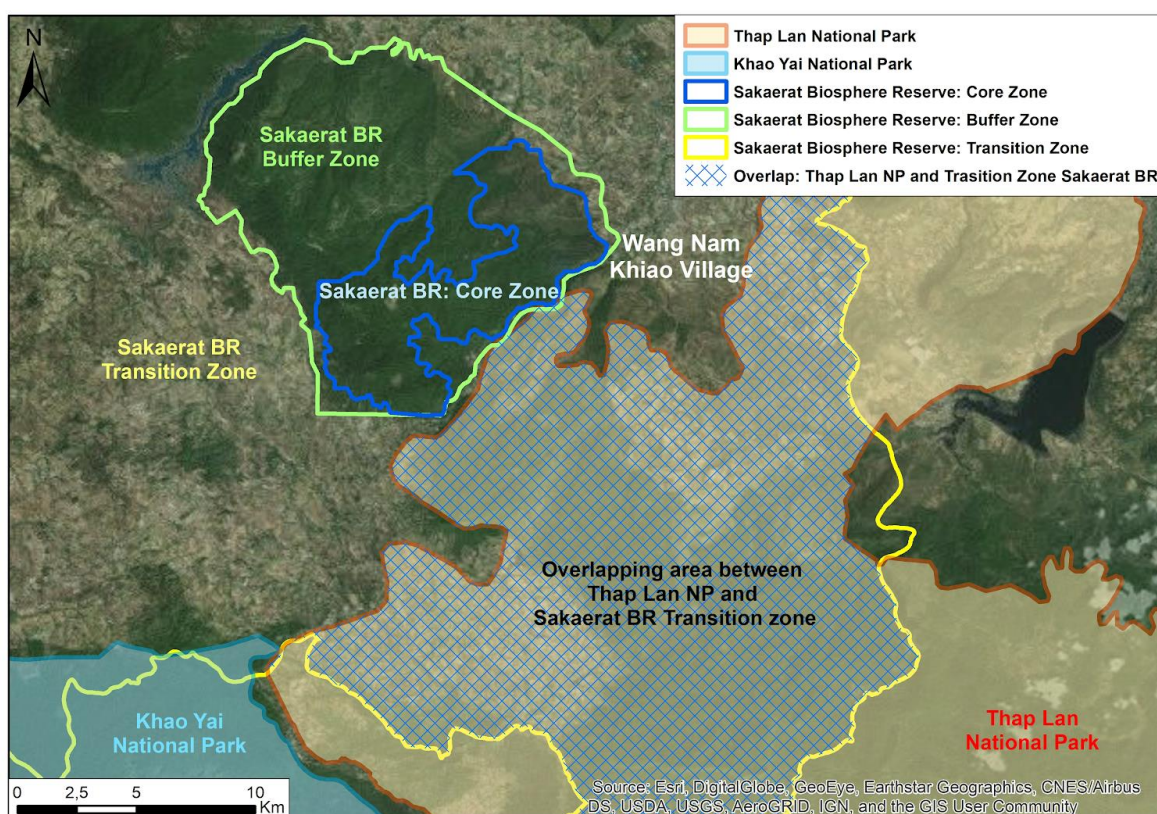 N
Thap Lan National Park
Khao Yai National Park
Sakaerat Biosphere Reserve: Core Zone
Sakaerat Biosphere Reserve: Buffer Zone
Sakaerat Biosphere Reserve: Transition Zone
Overlap: Thap Lan NP and Trasition Zone Sakaerat BR
Sakaerat BR
Buffer Zone
Wang Nam
Khiao Village
Sakaerat BR: Core Zone
Sakaerat BR
Transition Zone
Overlapping area between
Thap Lan NP and
Sakaerat BR Transition zone
Khao Yai
National Park
Thap Lan
National Park
0 2,5 5 10
Km
Source: Esri, DigitalGlobe, GeoEye, Earthstar Geographics, CNES/Airbus
DS, USDA, USGS, AeroGRID, IGN, and the GIS User Community